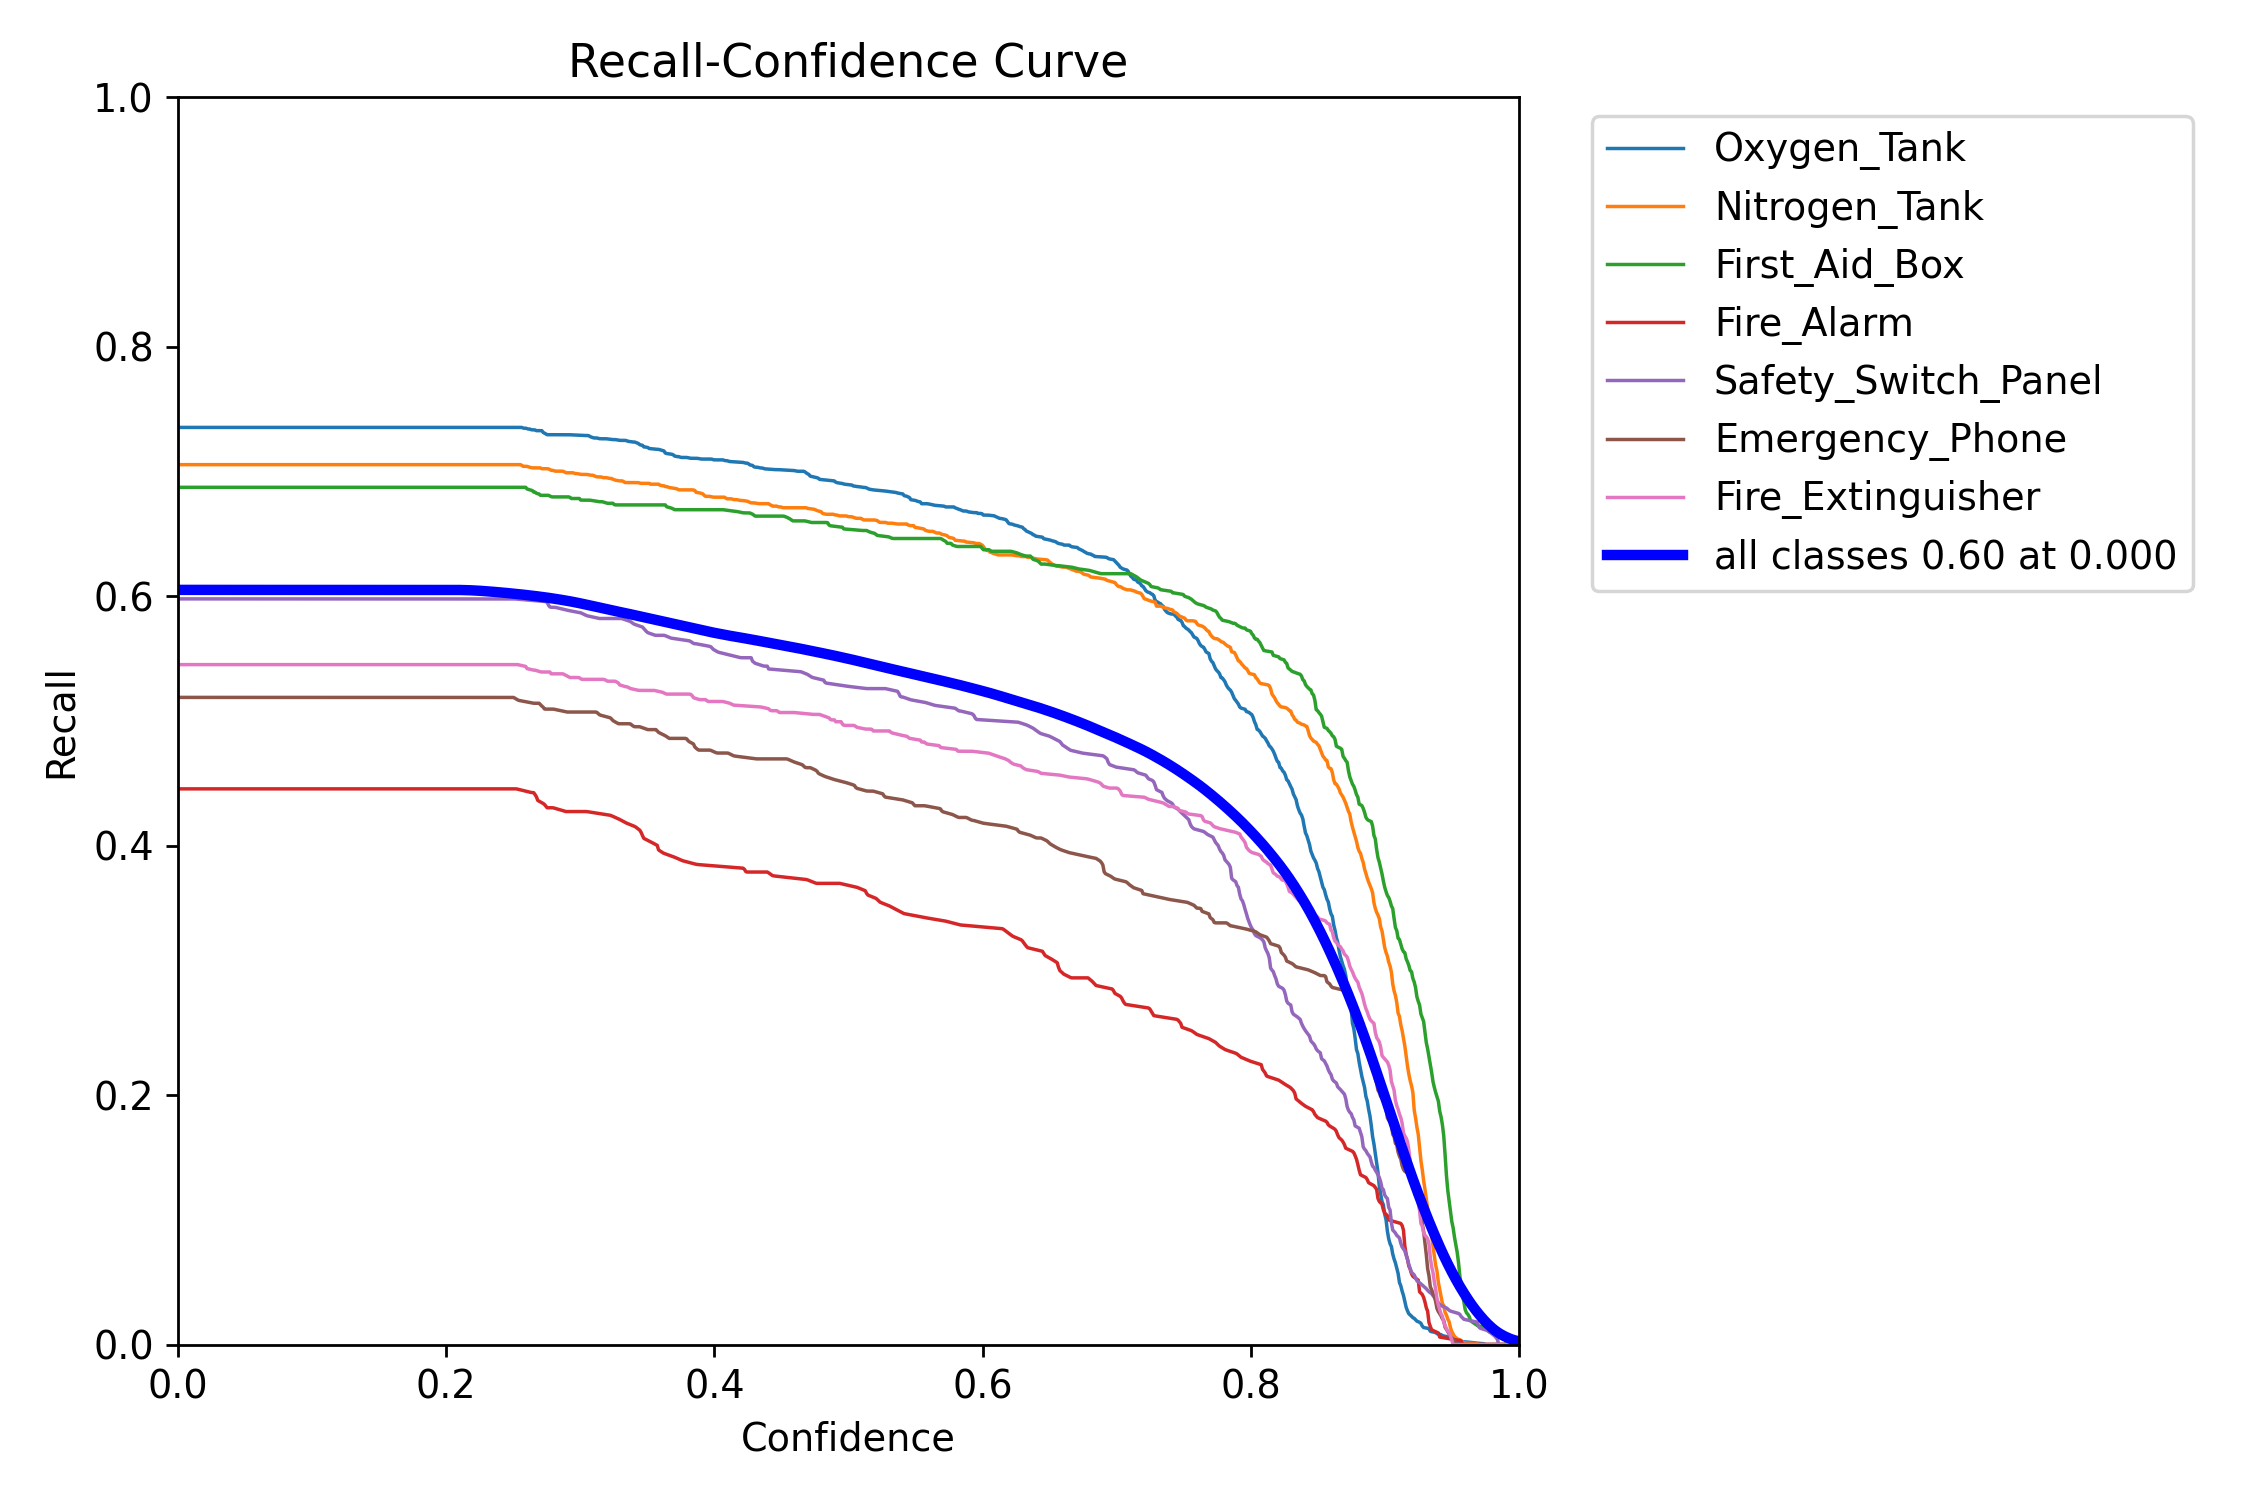 Recall-Confidence Curve
1.0
0.8
0.6
0.4
0.2
0.0
Recall
0.0 0.2 0.4 0.6 0.8 1.0
Confidence
Oxygen_Tank
Nitrogen_Tank
First_Aid_Box
Fire_Alarm
Safety_Switch_Panel
Emergency_Phone
Fire_Extinguisher
all classes 0.60 at 0.000